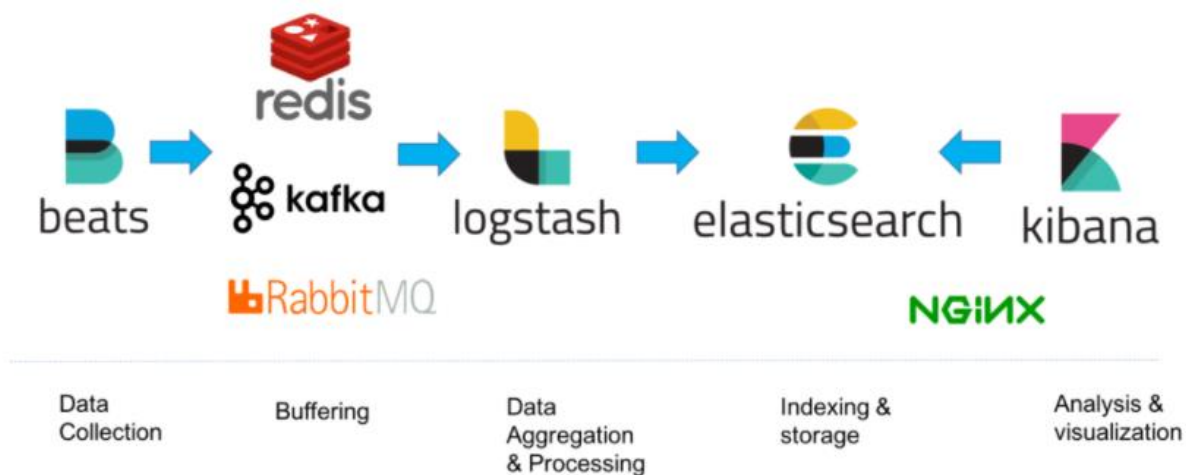 redis
beats
kafka
logstash
elasticsearch
kibana
RabbitMQ
NGINX
Data
Collection
Buffering
Data
Aggregation
& Processing
Indexing &
storage
Analysis &
visualization